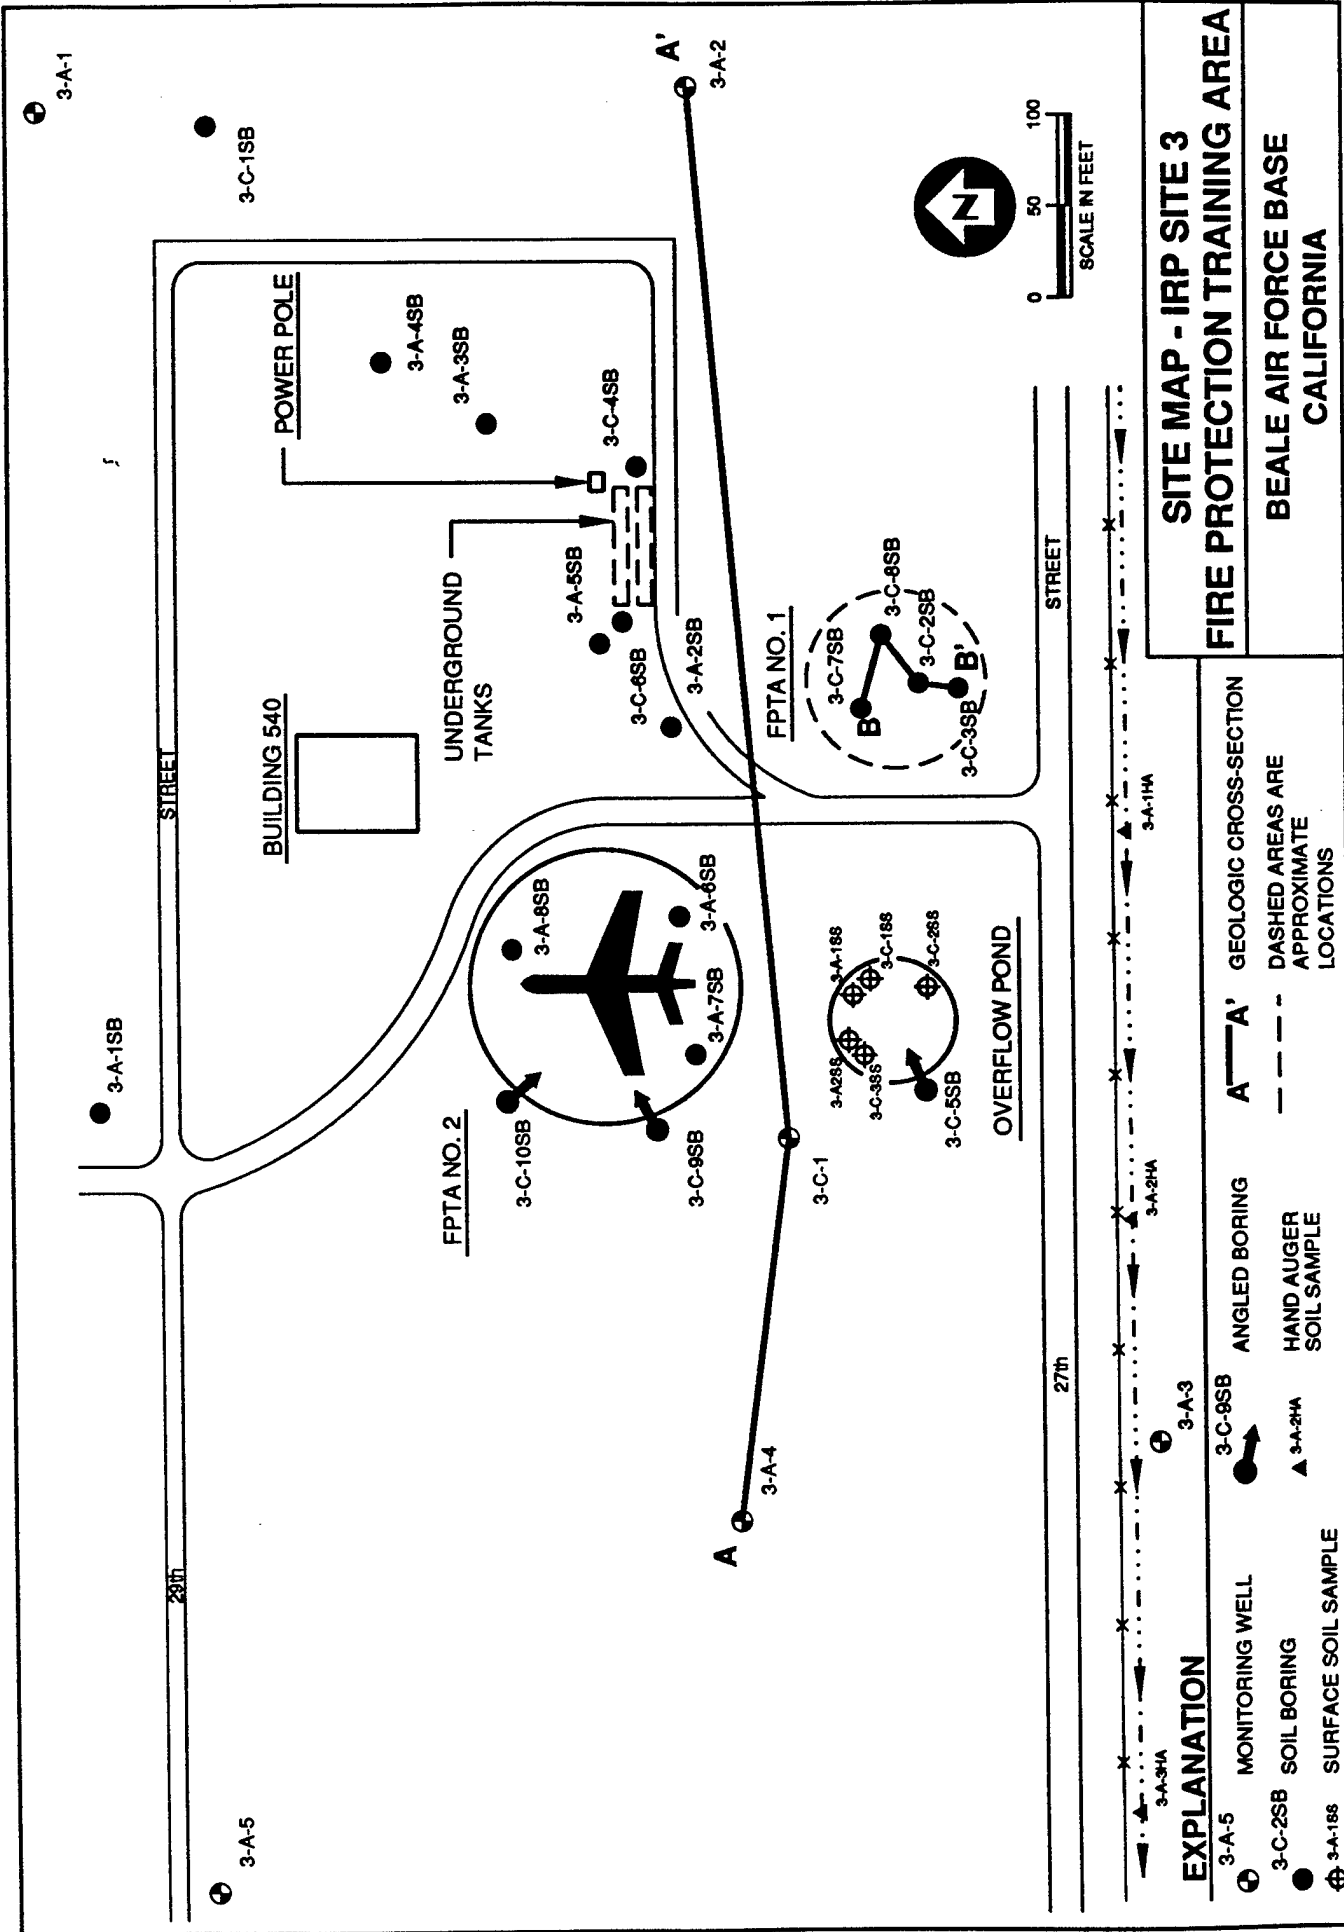 3-A-1
3-C-1SB
3-A-1SB
3-A-5
29th
STREET
POWER POLE
3-A-4SB
3-A-3SB
3-C-4SB
BUILDING 540
UNDERGROUND
TANKS
3-A-5SB
3-C-6SB
3-A-2SB
A'
3-A-2
FPTA NO. 2
3-C-10SB
3-A-8SB
3-C-9SB
3-A-7SB
3-A-6SB
FPTA NO. 1
3-C-7SB
3-C-8SB
B
3-C-2SB
B'
3-C-3SB
A
3-A-4
3-C-1
3-A-1SS
3-C-1SS
3-A2SS
3-C-3SS
3-C-2SS
3-C-5SB
OVERFLOW POND
N
0
50
100
SCALE IN FEET
27th
STREET
3-A-3HA
3-A-2HA
3-A-1HA
3-A-3
EXPLANATION
3-A-5
MONITORING WELL
3-C-2SB
SOIL BORING
3-A-1SS
SURFACE SOIL SAMPLE
3-C-9SB
ANGLED BORING
3-A-2HA
HAND AUGER
SOIL SAMPLE
A A'
GEOLOGIC CROSS-SECTION
DASHED AREAS ARE
APPROXIMATE
LOCATIONS
SITE MAP - IRP SITE 3
FIRE PROTECTION TRAINING AREA
BEALE AIR FORCE BASE
CALIFORNIA